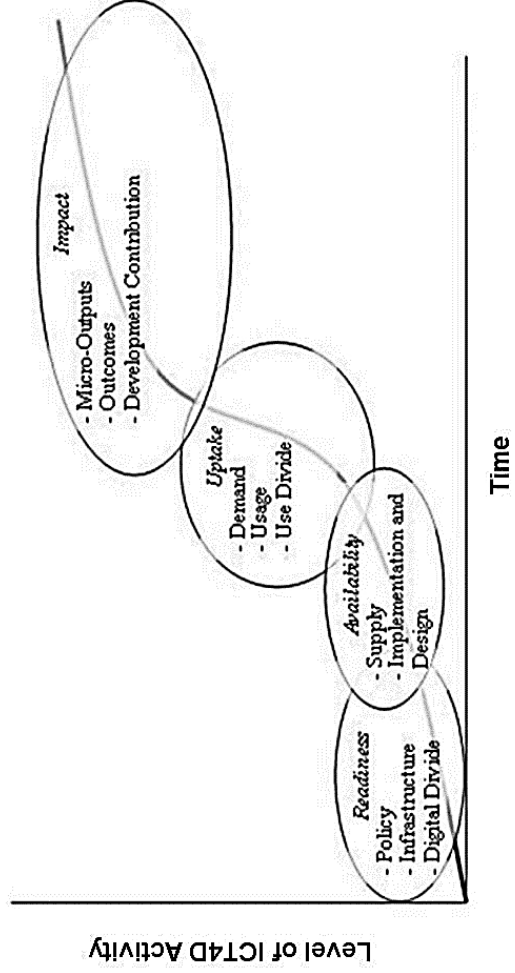 Level of ICT4D Activity
Readiness
- Policy
- Infrastructure
- Digital Divide
Availability
- Supply
- Implementation and
Design
Uptake
- Demand
- Usage
- Use Divide
Impact
- Micro-Outputs
- Outcomes
- Development Contribution
Time